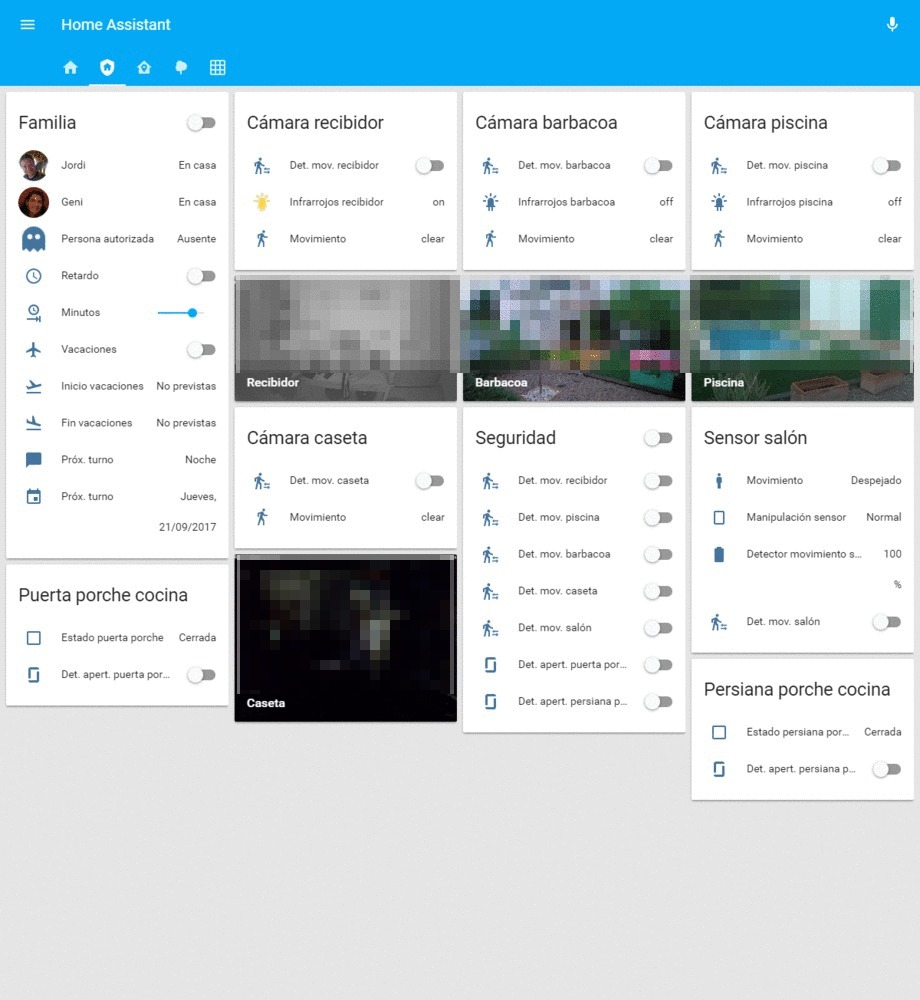 Home Assistant
Familia
Jordi En casa
Geni En casa
Persona autorizada Ausente
Retardo
Minutos
Vacaciones
Inicio vacaciones No previstas
Fin vacaciones No previstas
Próx. turno Noche
Próx. turno Jueves,
21/09/2017
Puerta porche cocina
Estado puerta porche Cerrada
Det. apert. puerta por...
Cámara recibidor
Det. mov. recibidor
Infrarrojos recibidor on
Movimiento clear
Recibidor
Cámara caseta
Det. mov. caseta
Movimiento clear
Caseta
Cámara barbacoa
Det. mov. barbacoa
Infrarrojos barbacoa off
Movimiento clear
Barbacoa
Seguridad
Det. mov. recibidor
Det. mov. piscina
Det. mov. barbacoa
Det. mov. caseta
Det. mov. salón
Det. apert. puerta por...
Det. apert. persiana p...
Cámara piscina
Det. mov. piscina
Infrarrojos piscina off
Movimiento clear
Piscina
Sensor salón
Movimiento Despejado
Manipulación sensor Normal
Detector movimiento s... 100
%
Det. mov. salón
Persiana porche cocina
Estado persiana por... Cerrada
Det. apert. persiana p...